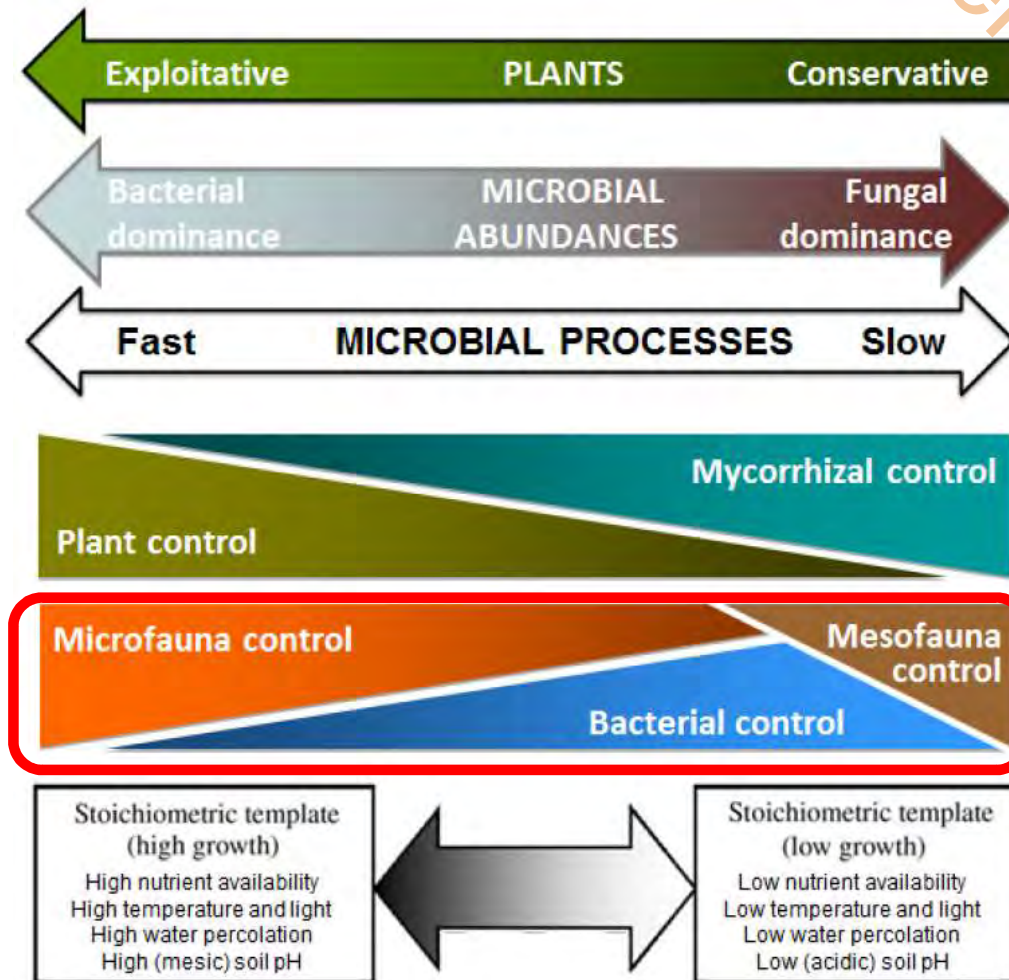 Exploitative PLANTS Conservative
Bacterial MICROBIAL Fungal
dominance ABUNDANCES dominance
Fast MICROBIAL PROCESSES Slow
Mycorrhizal control
Plant control
Microfauna control
Mesofauna
control
Bacterial control
Stoichiometric template
(high growth)
High nutrient availability
High temperature and light
High water percolation
High (mesic) soil pH
Stoichiometric template
(low growth)
Low nutrient availability
Low temperature and light
Low water percolation
Low (acidic) soil pH